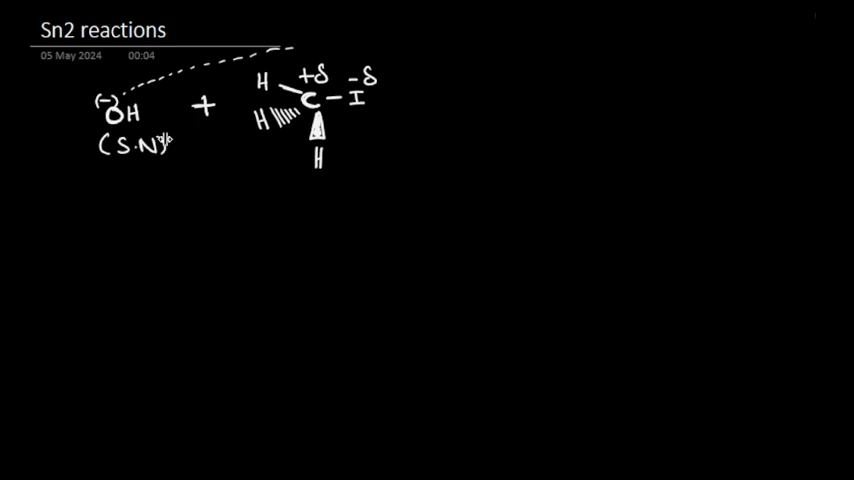 Sn2 reactions
05 May 2024 00:04
H +δ -δ
(-)
OH + C - I
H
(S.N)
H